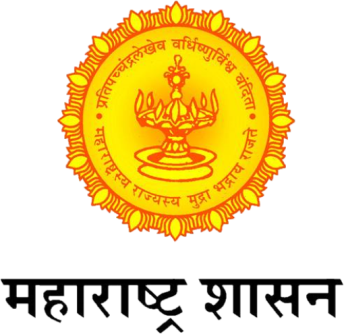 प्रतिपच्चंद्रलेखेव वर्धिष्णुर्विश्व वंदिता
महाराष्ट्रस्य राज्यस्य मुद्रा भद्राय राजते
महाराष्ट्र शासन